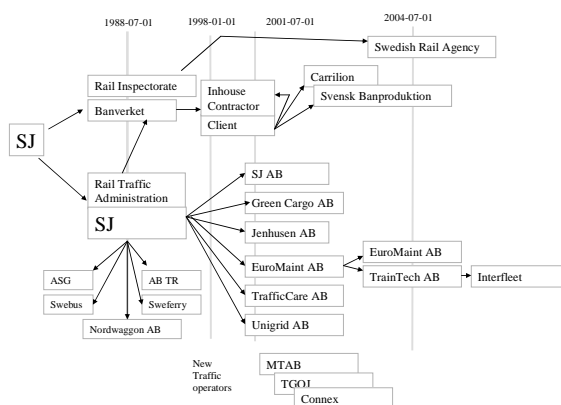 1988-07-01
1998-01-01
2001-07-01
2004-07-01
Swedish Rail Agency
Rail Inspectorate
Banverket
Inhouse
Contractor
Client
Carrilion
Svensk Banproduktion
SJ
Rail Traffic
Administration
SJ
SJ AB
Green Cargo AB
Jenhusen AB
EuroMaint AB
TrafficCare AB
Unigrid AB
EuroMaint AB
TrainTech AB
Interfleet
ASG
AB TR
Swebus
Sweferry
Nordwaggon AB
New
Traffic
operators
MTAB
TGOJ
Connex